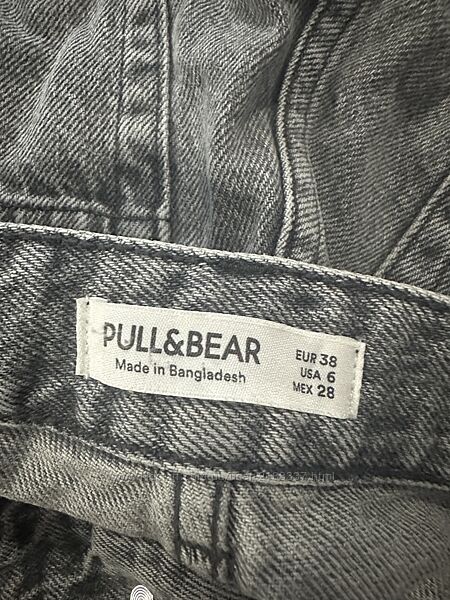 PULL&BEAR
Made in Bangladesh
EUR 38
USA 6
MEX 28